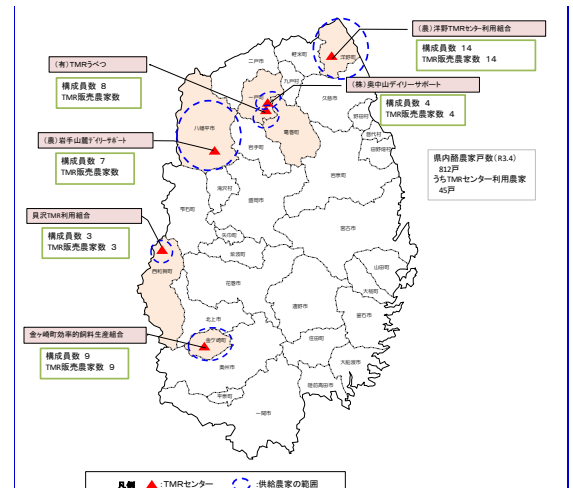 (農)洋野TMRセンター利用組合
構成員数 14
TMR販売農家数 14
(有)TMRうべつ
構成員数 8
TMR販売農家数
(株)奥中山デイリーサポート
構成員数 4
TMR販売農家数 4
(農)岩手山麓デイリーサポート
構成員数 7
TMR販売農家数
県内酪農家戸数(R3.4)
812戸
うちTMRセンター利用農家
45戸
貝沢TMR利用組合
構成員数 3
TMR販売農家数 3
金ヶ崎町効率的飼料生産組合
構成員数 9
TMR販売農家数 9
軽米町
洋野町
二戸市
九戸村
一戸町
久慈市
野田村
普代村
田野畑村
八幡平市
葛巻町
岩手町
岩泉町
滝沢村
盛岡市
雫石町
宮古市
矢巾町
紫波町
山田町
西和賀町
花巻市
大槌町
遠野市
釜石市
北上市
金ケ崎町
住田町
奥州市
大船渡市
陸前高田市
平泉町
一関市
凡例 :TMRセンター :供給農家の範囲